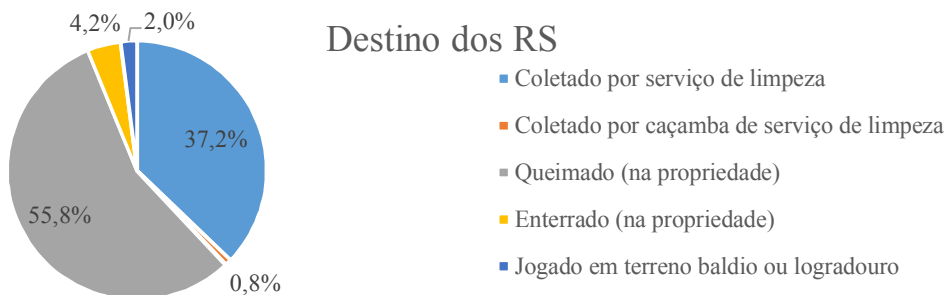 4,2%
2,0%
Destino dos RS
Coletado por serviço de limpeza
37,2%
Coletado por caçamba de serviço de limpeza
Queimado (na propriedade)
55,8%
Enterrado (na propriedade)
Jogado em terreno baldio ou logradouro
0,8%